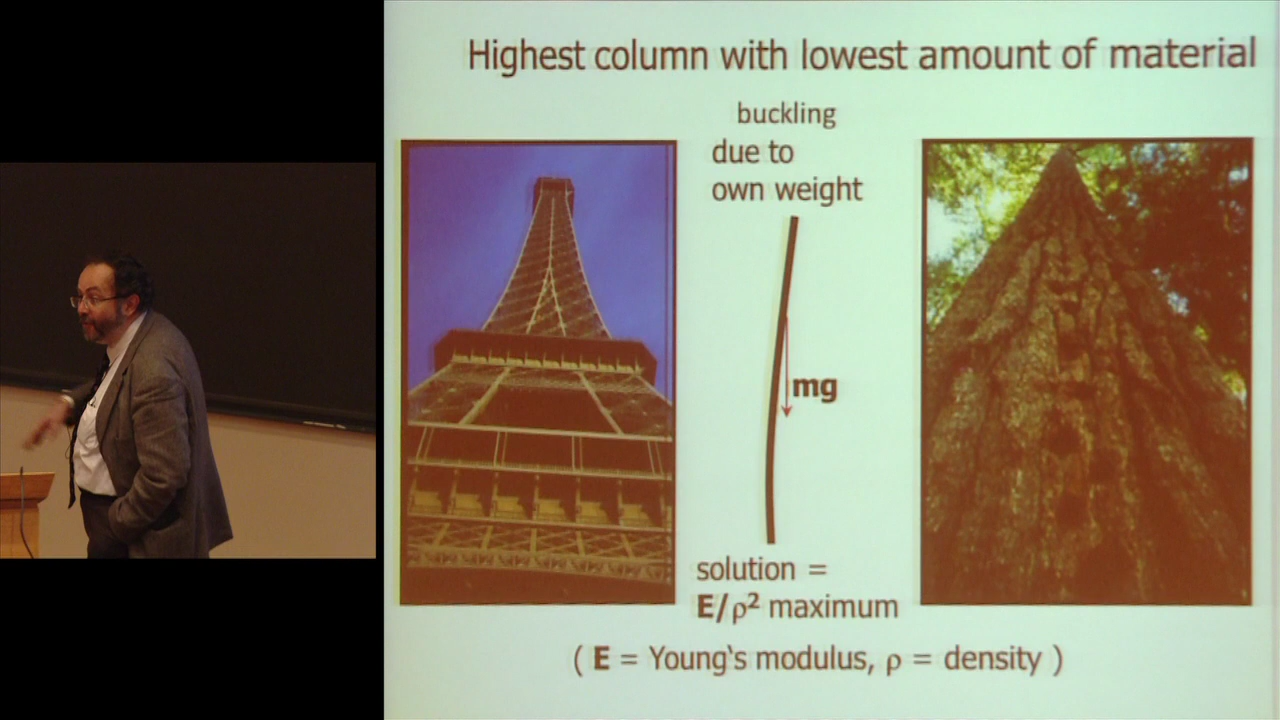 Highest column with lowest amount of material
buckling
due to
own weight
mg
solution =
E/ρ² maximum
( E = Young's modulus, ρ = density )